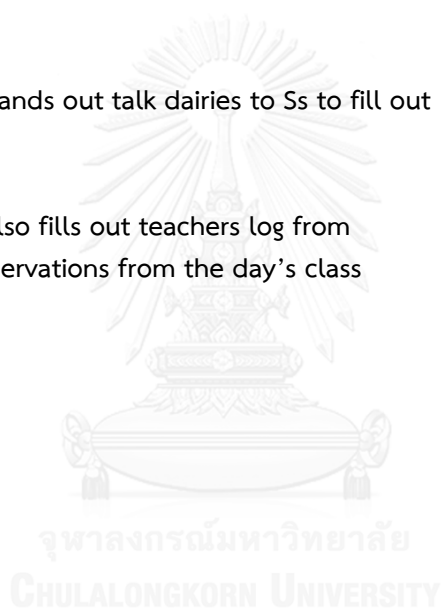 ands out talk dairies to Ss to fill out
lso fills out teachers log from
servations from the day's class
จุฬาลงกรณ์มหาวิทยาลัย
CHULALONGKORN UNIVERSITY